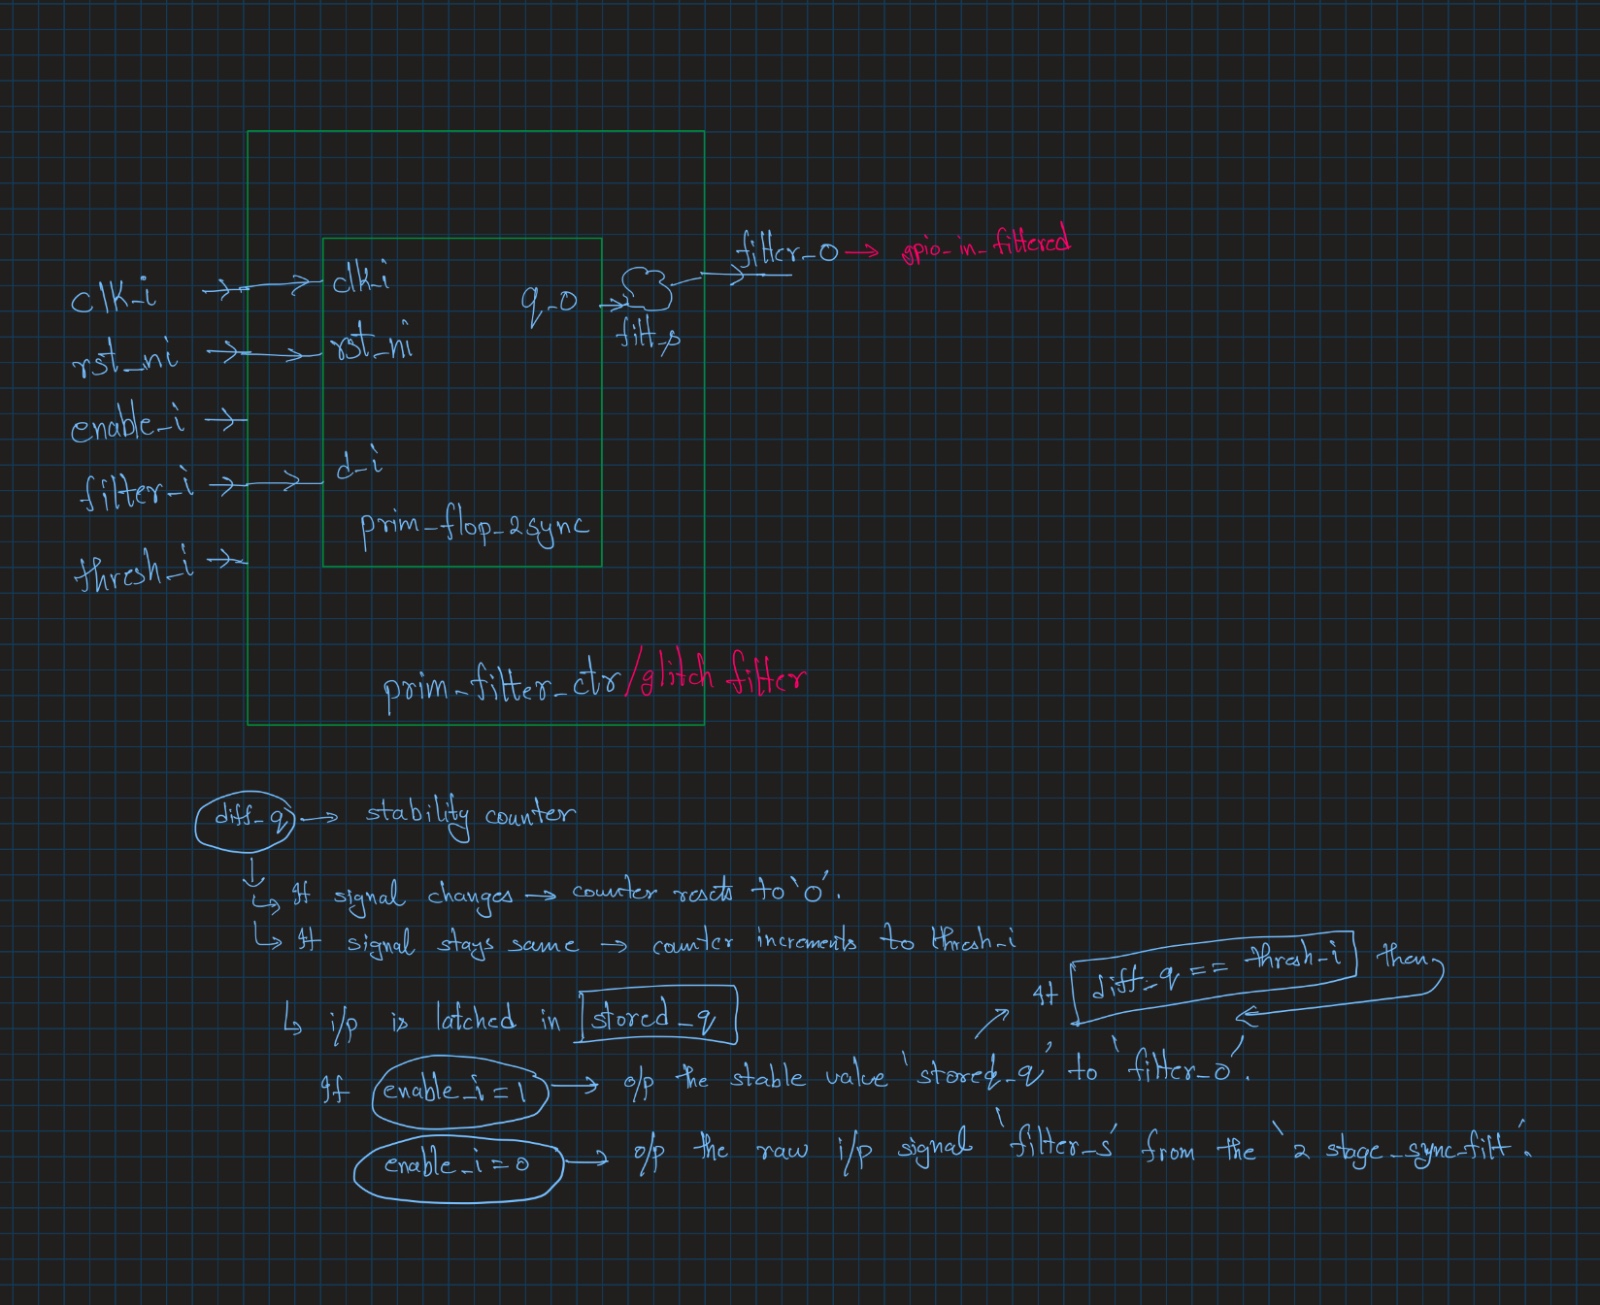 filter_o → gpio_in_filtered
clk_i
clk_i
q_o
rst_ni
rst_ni
filt_s
enable_i
filter_i
d_i
prim_flop_2sync
thresh_i
prim_filter_ctr/glitch filter
diff_q → stability counter
If signal changes → counter resets to '0'.
If signal stays same → counter increments to thresh_i
If diff_q == thresh_i then
i/p is latched in stored_q
If enable_i = 1 → o/p the stable value 'stored_q' to 'filter_o'.
enable_i = 0 → o/p the raw i/p signal 'filter_s' from the '2 stage_sync_filt'.